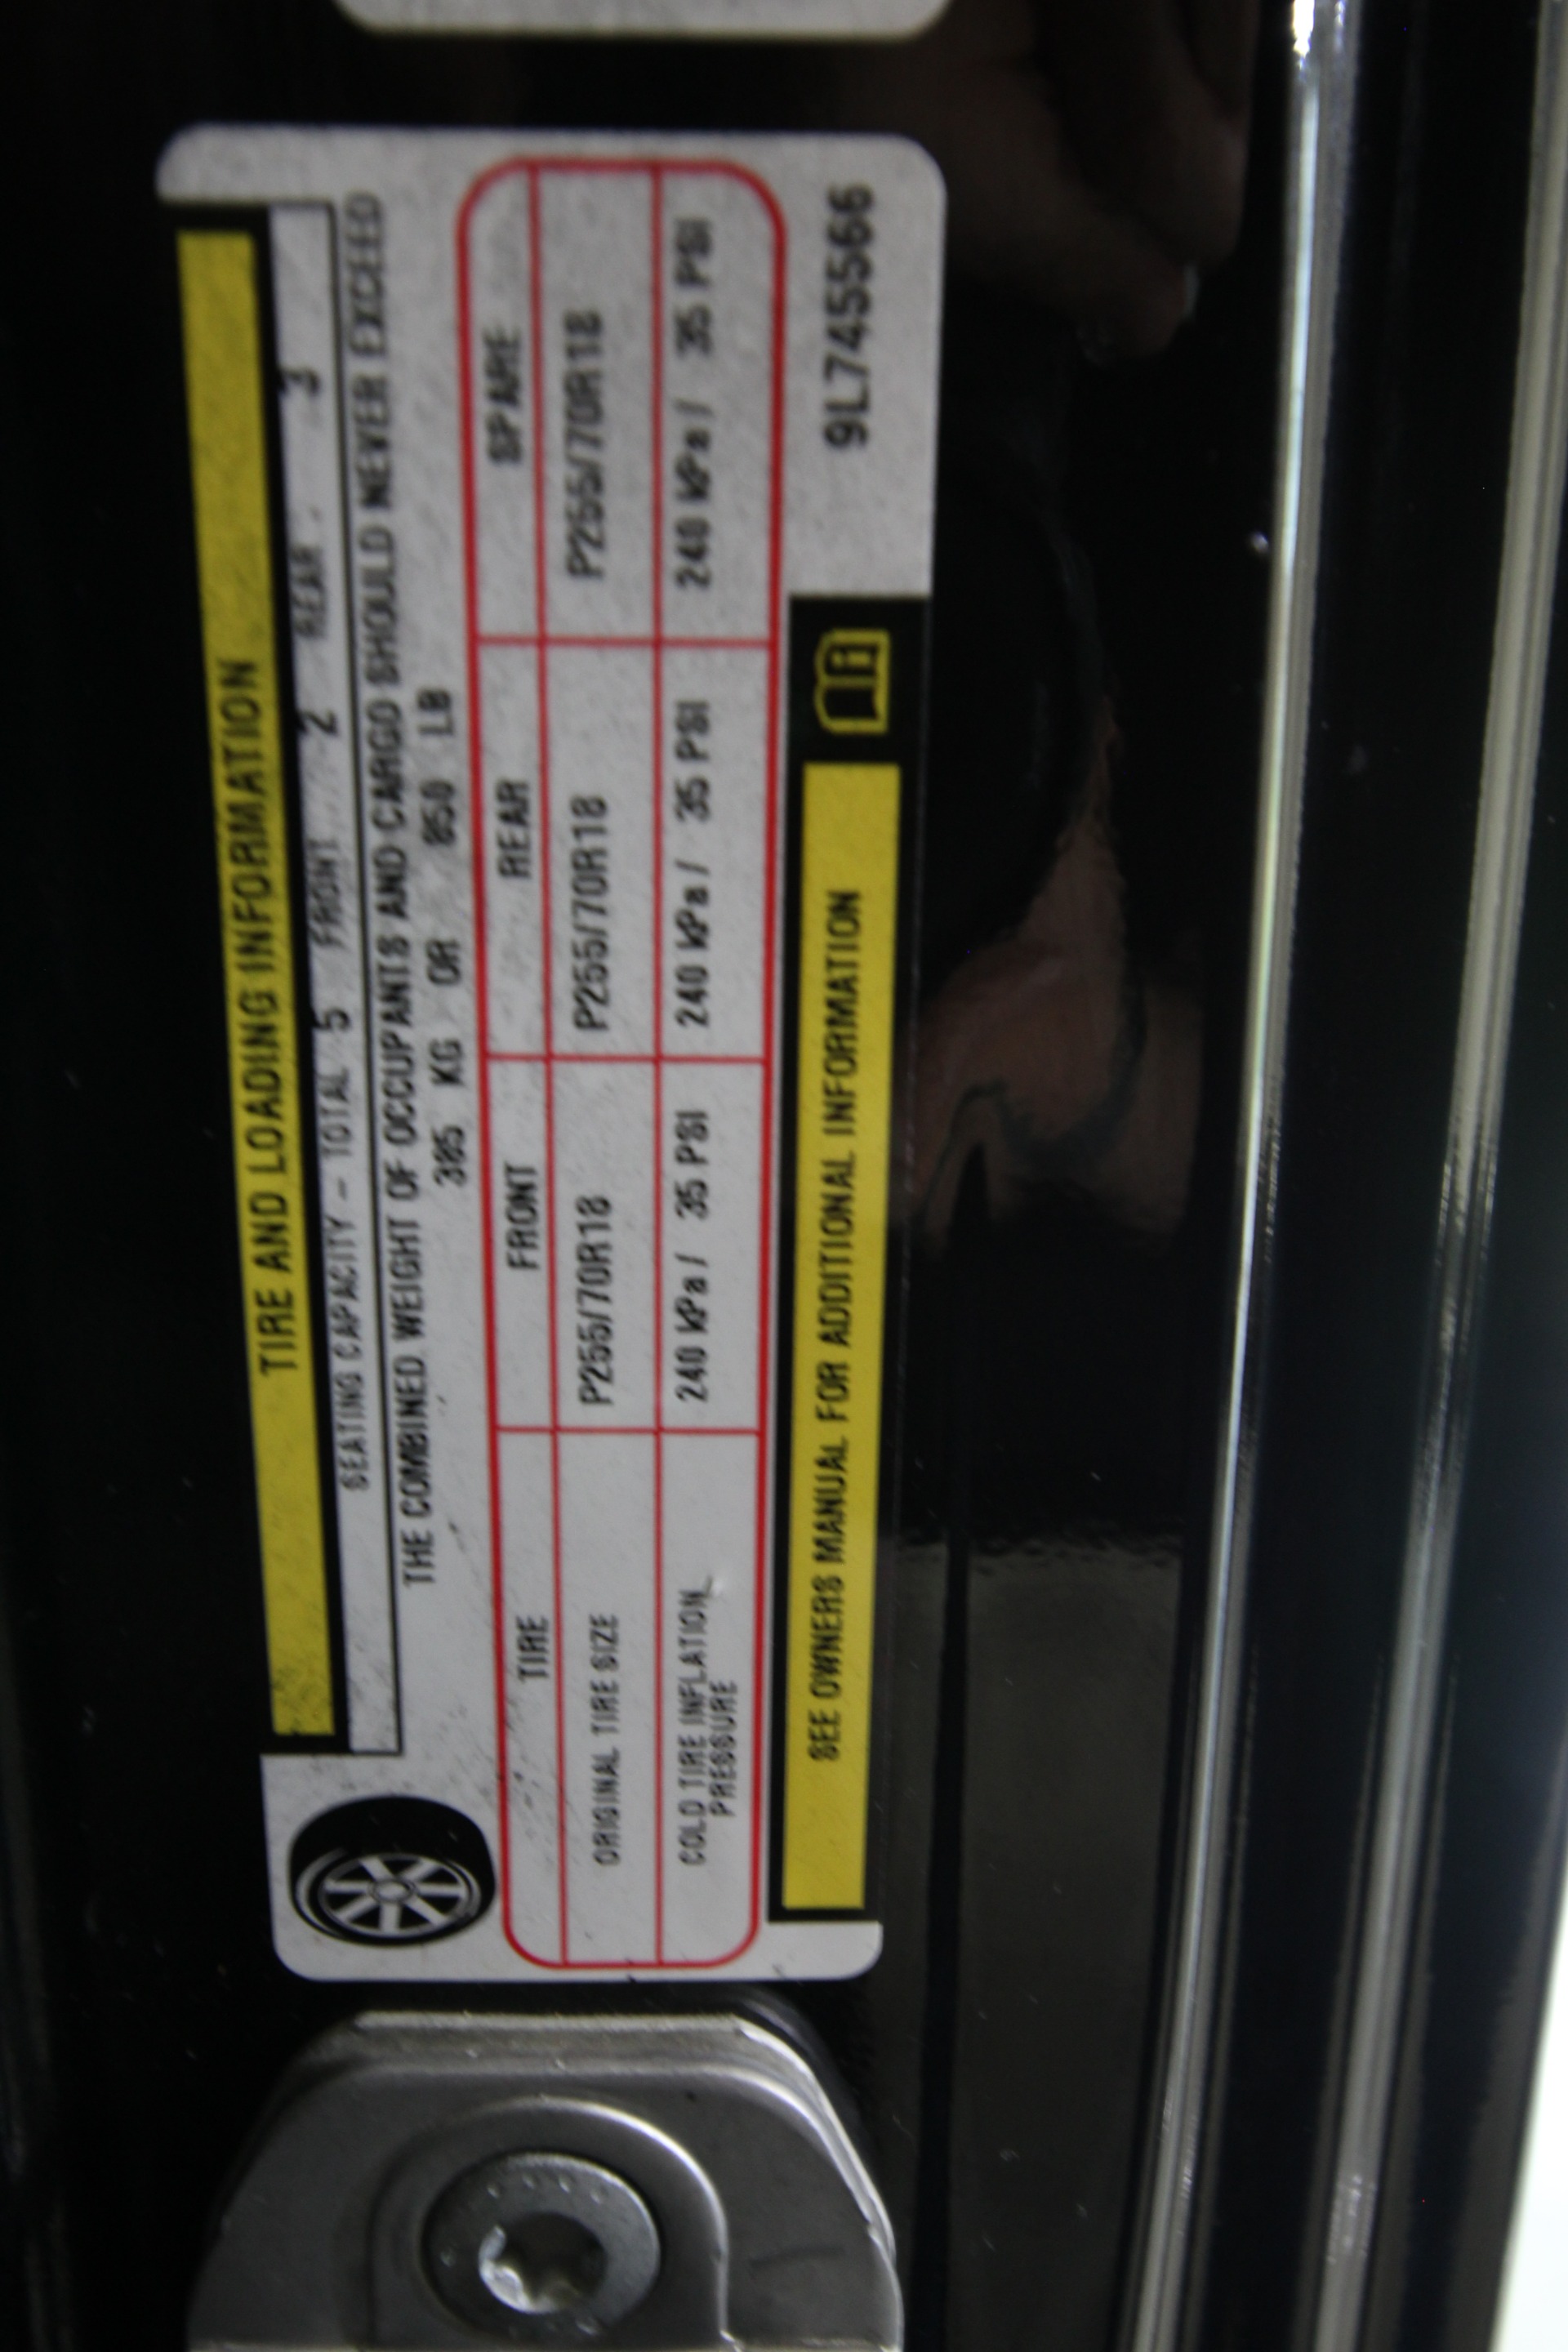 TIRE AND LOADING INFORMATION
SEATING CAPACITY - TOTAL 5 FRONT 2 REAR 3
THE COMBINED WEIGHT OF OCCUPANTS AND CARGO SHOULD NEVER EXCEED
385 KG OR 850 LB
TIRE FRONT REAR SPARE
ORIGINAL TIRE SIZE P255/70R18 P255/70R18 P255/70R18
COLD TIRE INFLATION 240 kPa / 35 PSI 240 kPa / 35 PSI 240 kPa / 35 PSI
PRESSURE
SEE OWNERS MANUAL FOR ADDITIONAL INFORMATION
9L745566